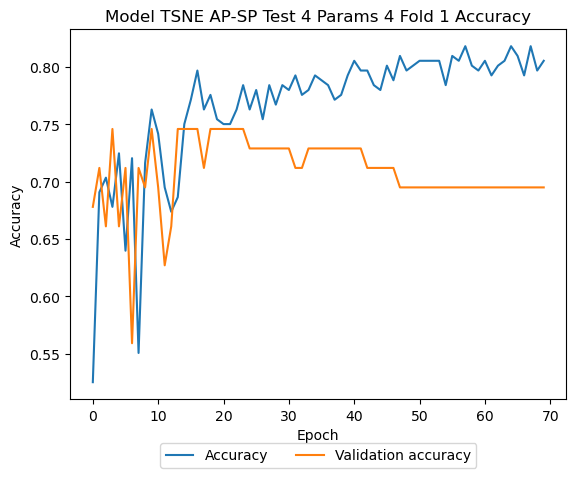 Model TSNE AP-SP Test 4 Params 4 Fold 1 Accuracy
0.80
0.75
0.70
0.65
0.60
0.55
Accuracy
0 10 20 30 40 50 60 70
Epoch
Accuracy Validation accuracy